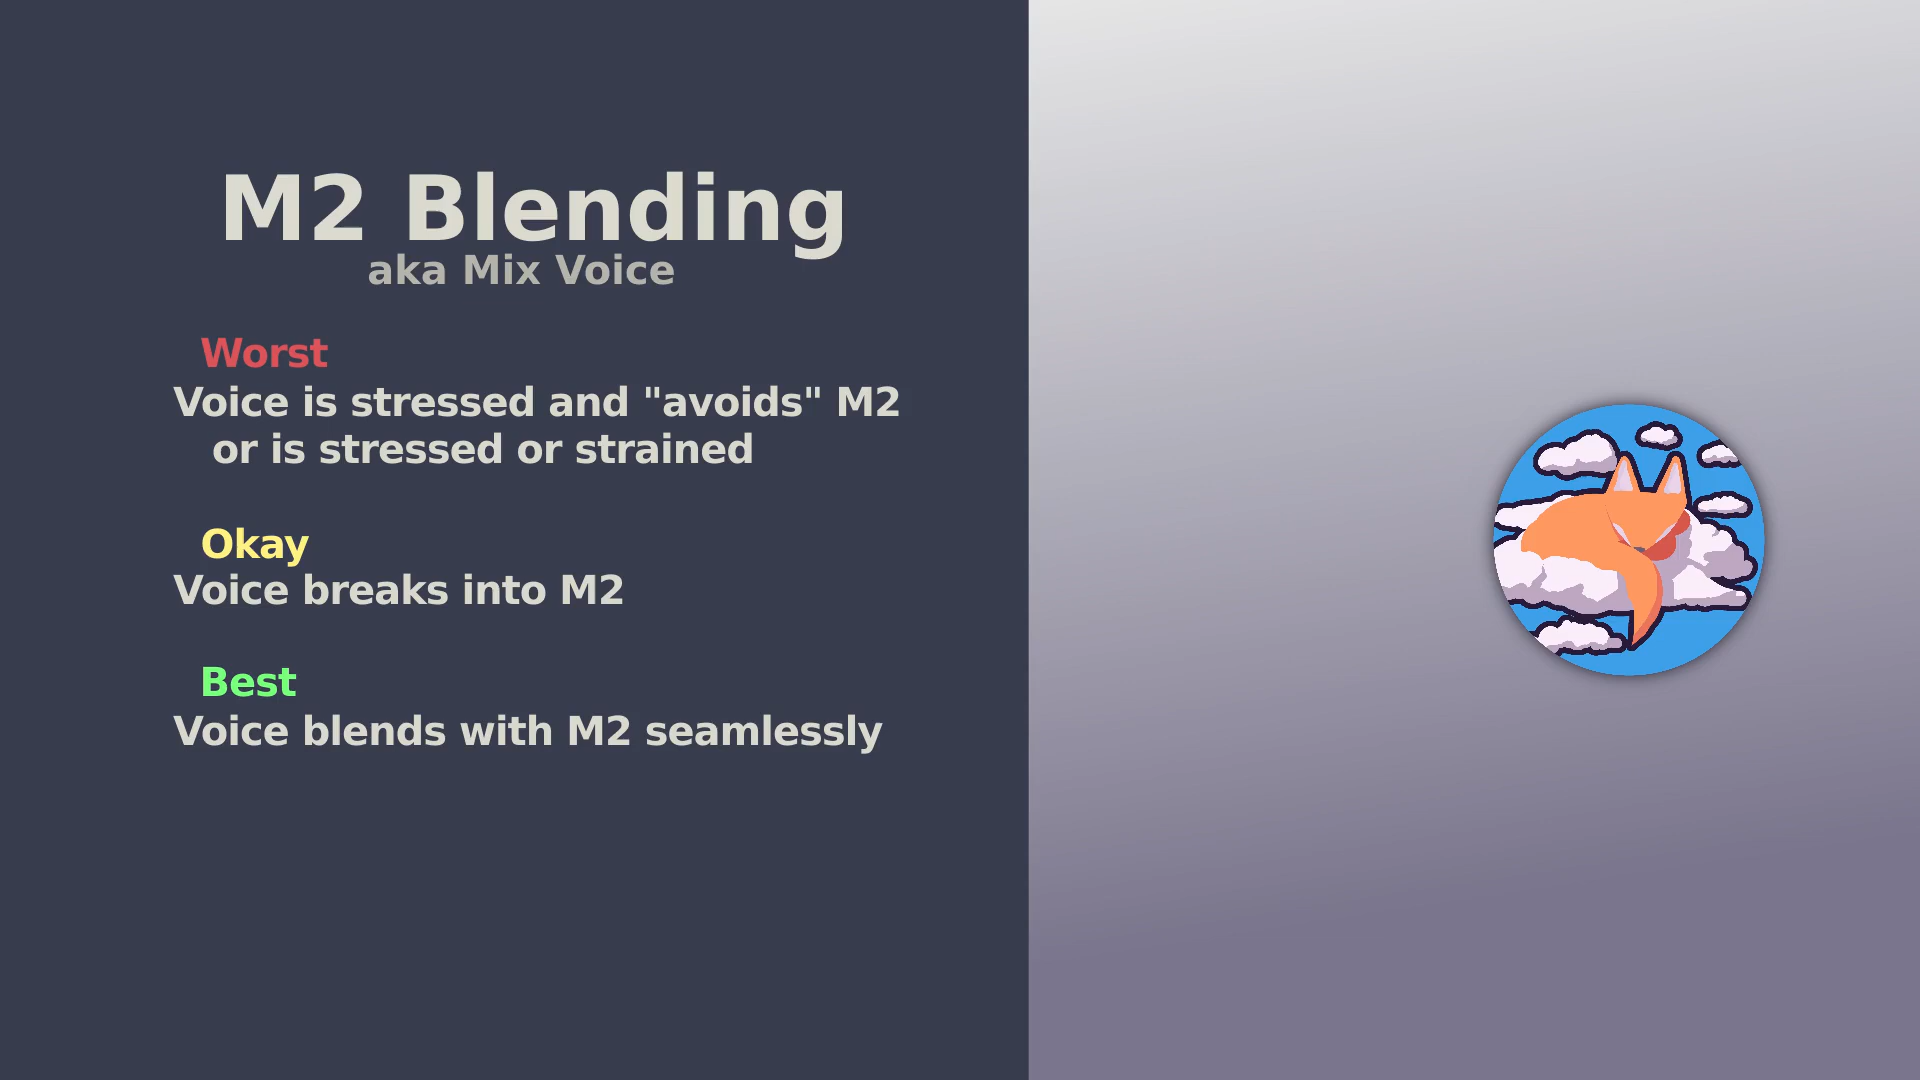 M2 Blending
aka Mix Voice
Worst
Voice is stressed and "avoids" M2
or is stressed or strained
Okay
Voice breaks into M2
Best
Voice blends with M2 seamlessly